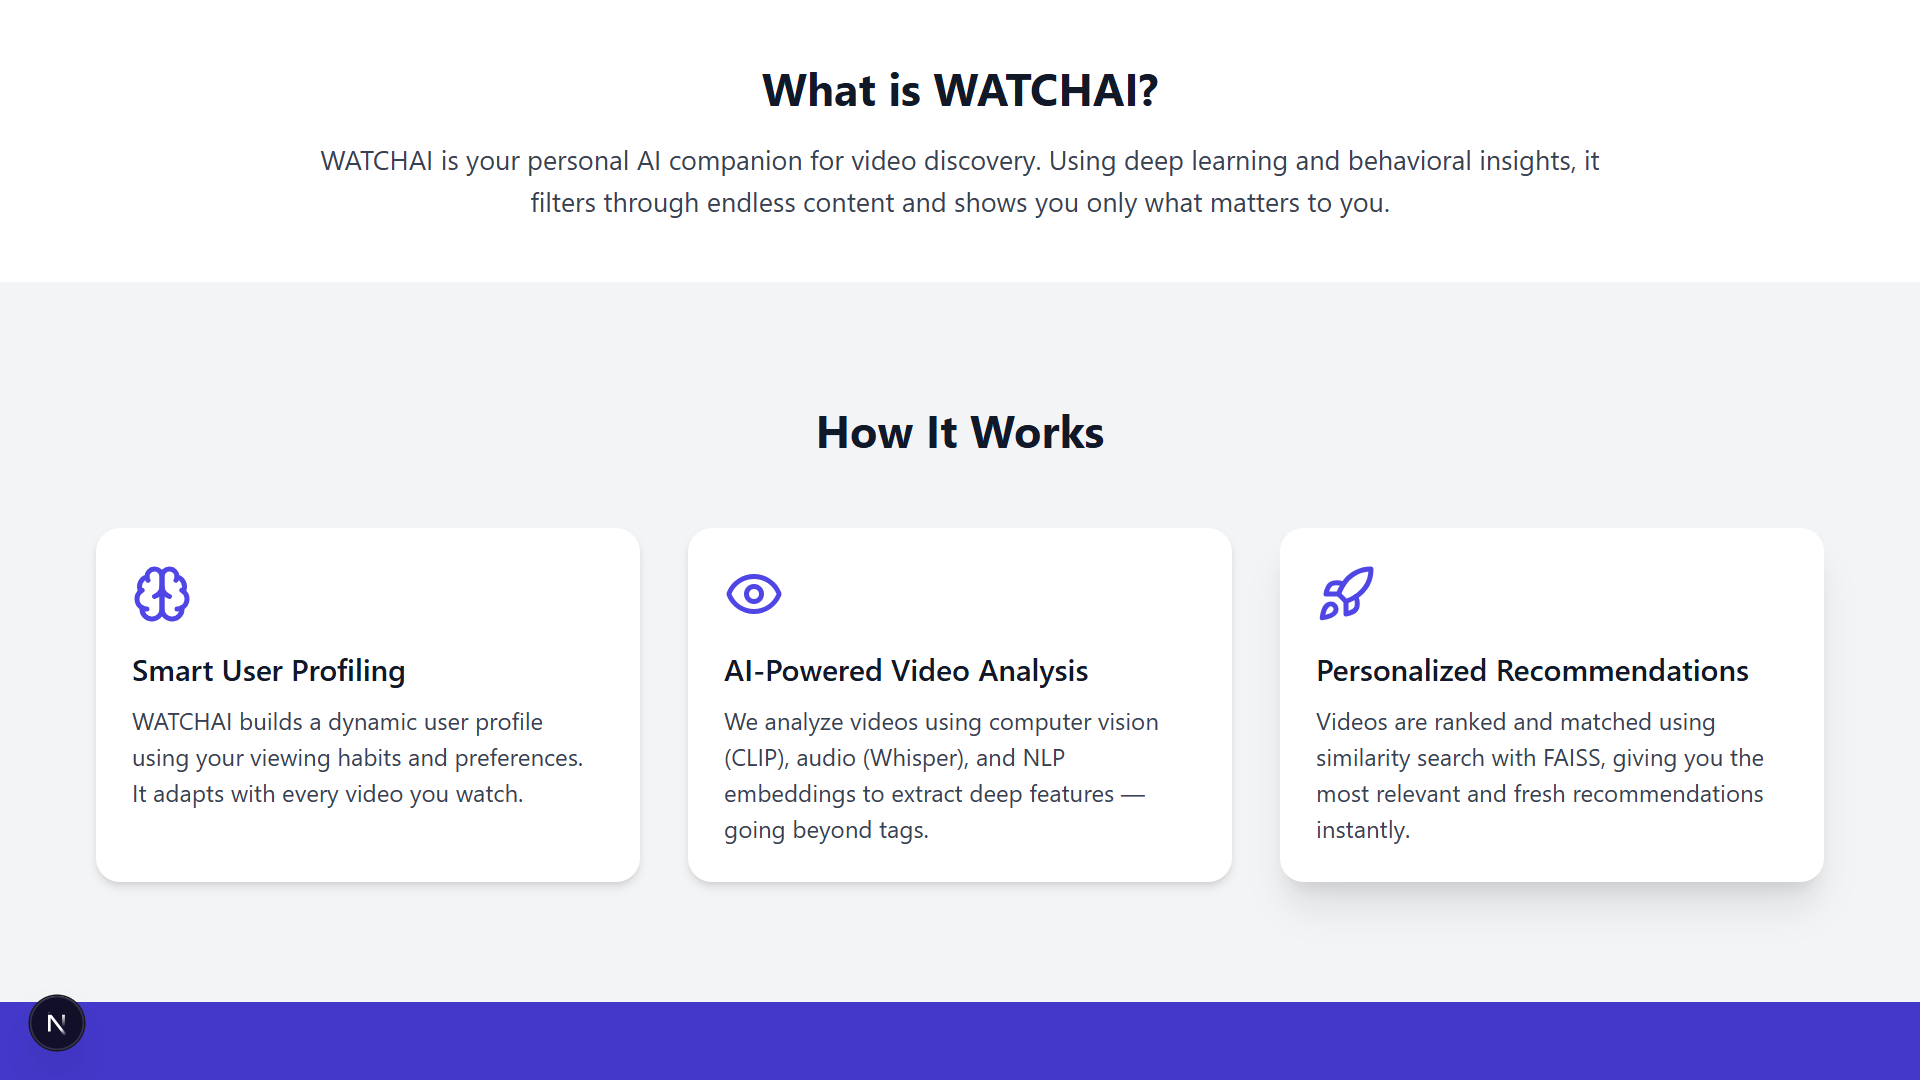 What is WATCHAI?
WATCHAI is your personal AI companion for video discovery. Using deep learning and behavioral insights, it
filters through endless content and shows you only what matters to you.
How It Works
Smart User Profiling
WATCHAI builds a dynamic user profile
using your viewing habits and preferences.
It adapts with every video you watch.
AI-Powered Video Analysis
We analyze videos using computer vision
(CLIP), audio (Whisper), and NLP
embeddings to extract deep features —
going beyond tags.
Personalized Recommendations
Videos are ranked and matched using
similarity search with FAISS, giving you the
most relevant and fresh recommendations
instantly.
N